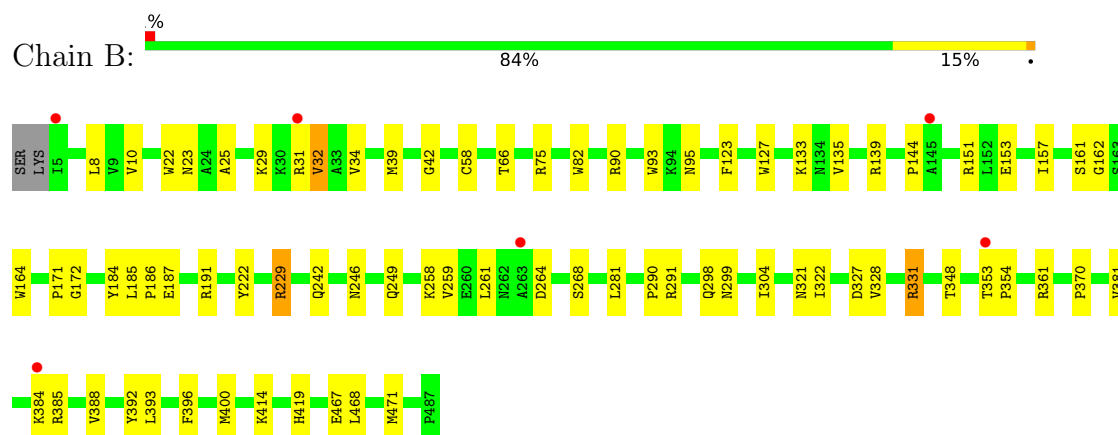 %
Chain B:
84% 15% •
SER LYS I5 L8 V9 V10 W22 N23 A24 A25 K29 K30 R31 V32 A33 V34 M39 G42 C58 T66 R75 W82 R90 W93 K94 N95 F123 W127 K133 N134 V135 R139 P144 A145 R151 L152 E153 I157 S161 G162 S163
W164 P171 G172 Y184 L185 P186 E187 R191 Y222 R229 Q242 N246 Q249 K258 V259 E260 L261 N262 A263 D264 S268 L281 P290 R291 Q298 N299 I304 N321 I322 D327 V328 R331 T348 T353 P354 R361 P370 V381
K384 R385 V388 Y392 L393 F396 M400 K414 H419 E467 L468 M471 P487